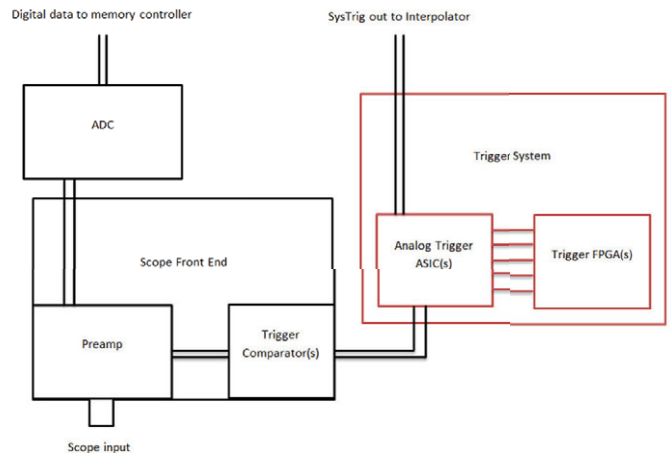 Digital data to memory controller
SysTrig out to Interpolator
ADC
Trigger System
Scope Front End
Analog Trigger
ASIC(s)
Trigger FPGA(s)
Preamp
Trigger
Comparator(s)
Scope input